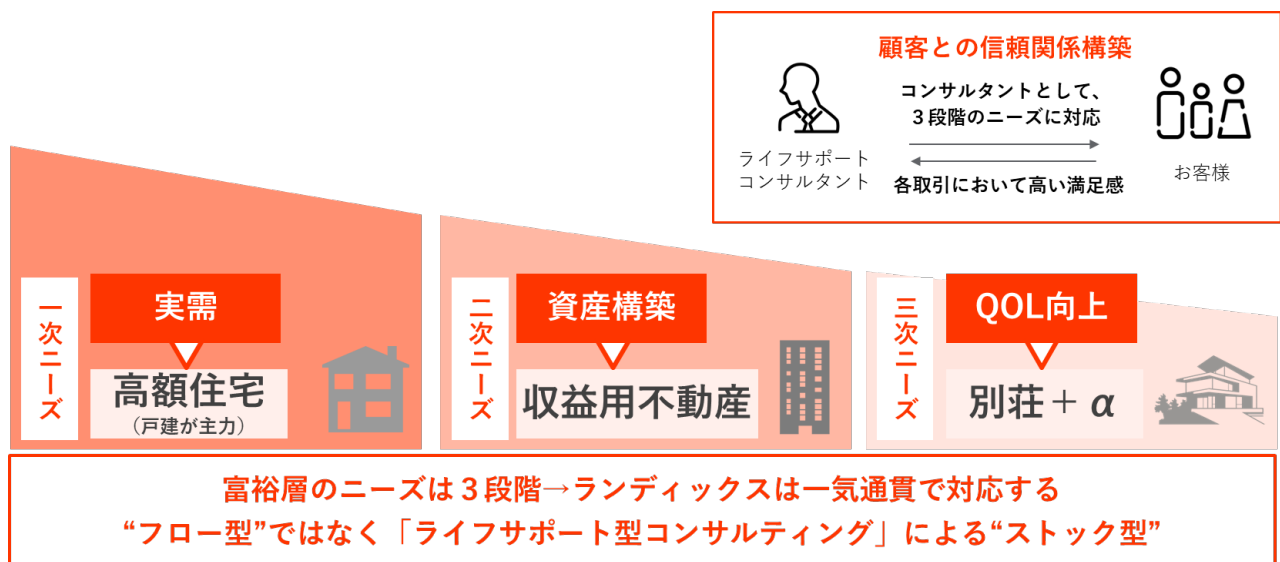 顧客との信頼関係構築
コンサルタントとして、
３段階のニーズに対応
ライフサポート
コンサルタント
各取引において高い満足感
お客様
一次ニーズ
実需
高額住宅
（戸建が主力）
二次ニーズ
資産構築
収益用不動産
三次ニーズ
QOL向上
別荘＋α
富裕層のニーズは３段階→ランディックスは一気通貫で対応する
“フロー型”ではなく「ライフサポート型コンサルティング」による“ストック型”